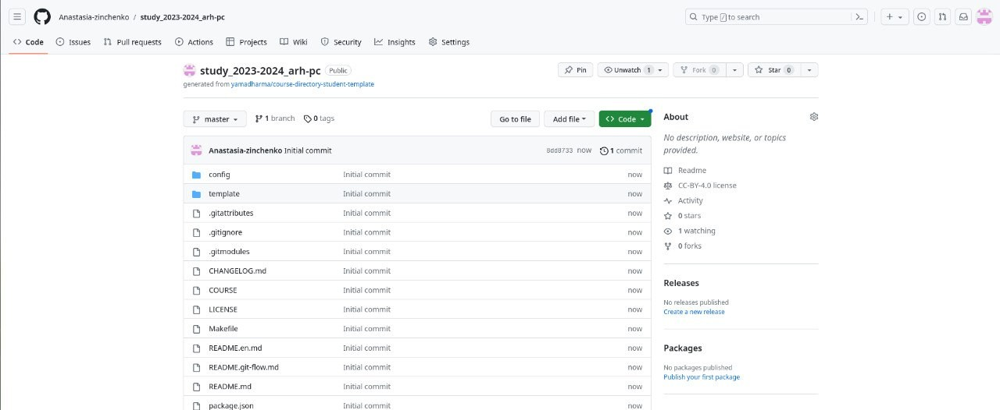 Anastasia-zinchenko / study_2023-2024_arh-pc
Type / to search
Code Issues Pull requests Actions Projects Wiki Security Insights Settings
study_2023-2024_arh-pc Public
Pin Unwatch 1 Fork 0 Star 0
generated from yamadharma/course-directory-student-template
master 1 branch 0 tags
Go to file Add file Code
Anastasia-zinchenko Initial commit 8dd8733 now 1 commit
config Initial commit now
template Initial commit now
.gitattributes Initial commit now
.gitignore Initial commit now
.gitmodules Initial commit now
CHANGELOG.md Initial commit now
COURSE Initial commit now
LICENSE Initial commit now
Makefile Initial commit now
README.en.md Initial commit now
README.git-flow.md Initial commit now
README.md Initial commit now
package.json Initial commit now
About
No description, website, or topics
provided.
Readme
CC-BY-4.0 license
Activity
0 stars
1 watching
0 forks
Releases
No releases published
Create a new release
Packages
No packages published
Publish your first package